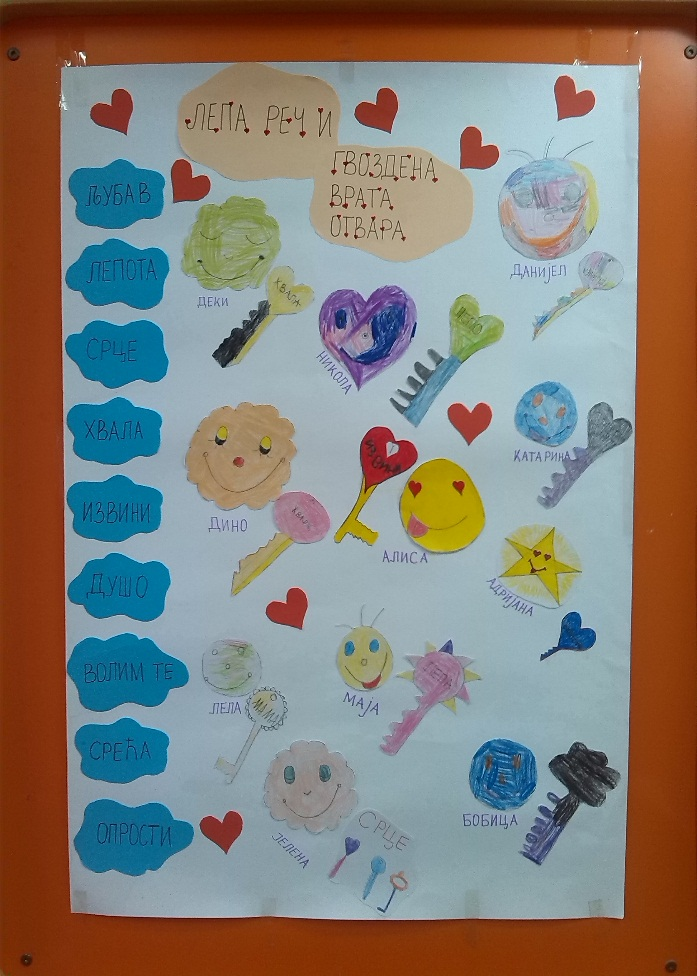 ЛЕПА РЕЧ И
ГВОЗДЕНА
ВРАТА
ОТВАРА
ЉУБАВ
ЛЕПОТА
СРЦЕ
ХВАЛА
ИЗВИНИ
ДУШО
ВОЛИМ ТЕ
СРЕЋА
ОПРОСТИ
ДЕКИ
ХВАЛА
ДАНИЈЕЛ
НИКОЛА
КАТАРИНА
ДИНО
АЛИСА
АДРИЈАНА
ЛЕЛА
МАМА
МАЈА
ЈЕЛЕНА
СРЦЕ
БОБИЦА